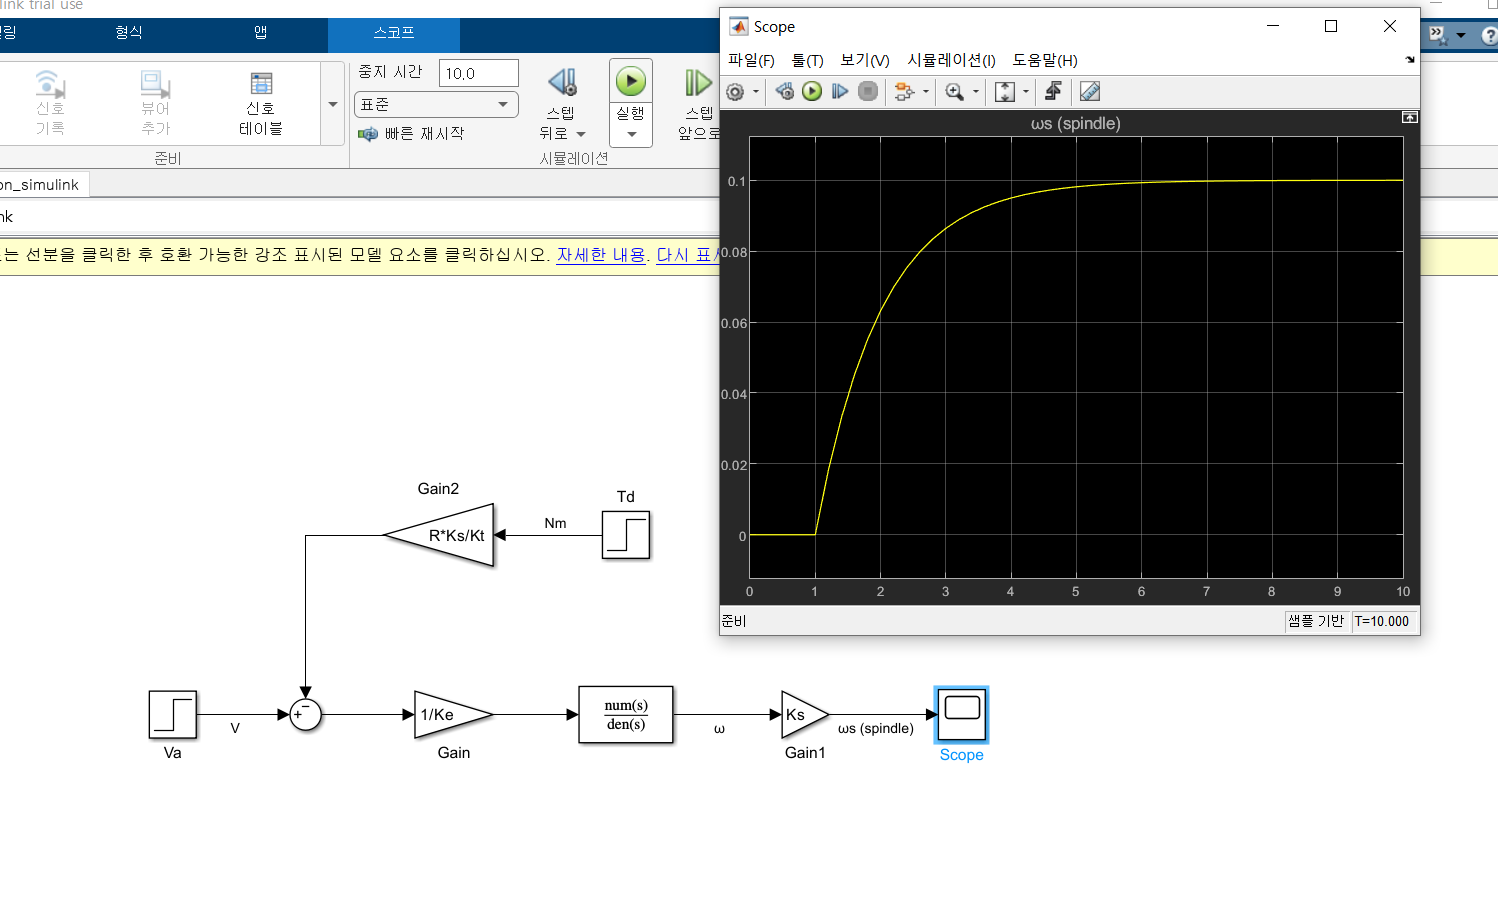 link trial use
형식
앱
스코프
신호
기록
뷰어
추가
신호
테이블
준비
중지 시간
10.0
표준
빠른 재시작
스텝
뒤로
실행
스텝
앞으로
시뮬레이션
on_simulink
nk
는 선분을 클릭한 후 호환 가능한 강조 표시된 모델 요소를 클릭하십시오. 자세한 내용. 다시 표시
Scope
파일(F) 툴(T) 보기(V) 시뮬레이션(I) 도움말(H)
ωs (spindle)
0.1
0.08
0.06
0.04
0.02
0
0 1 2 3 4 5 6 7 8 9 10
준비
샘플 기반
T=10.000
Gain2
R*Ks/Kt
Nm
Td
V
Va
+
−
1/Ke
Gain
num(s)
den(s)
ω
Ks
Gain1
ωs (spindle)
Scope